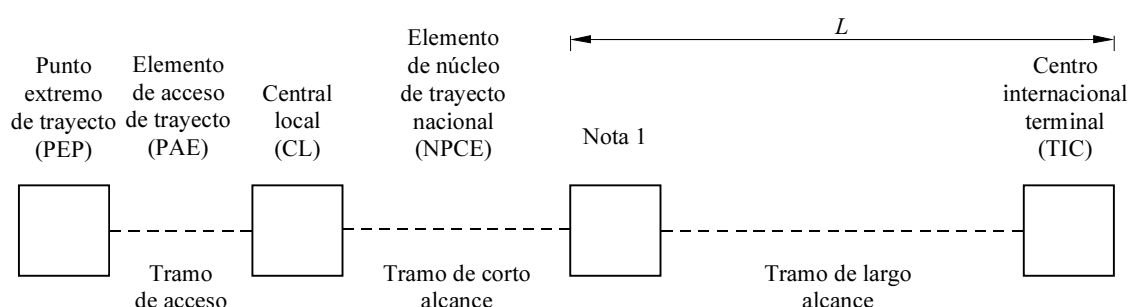 L
Punto
extremo
de trayecto
(PEP)
Elemento
de acceso
de trayecto
(PAE)
Central
local
(CL)
Elemento
de núcleo
de trayecto
nacional
(NPCE)
Nota 1
Centro
internacional
terminal
(TIC)
Tramo
de acceso
Tramo de corto
alcance
Tramo de largo
alcance